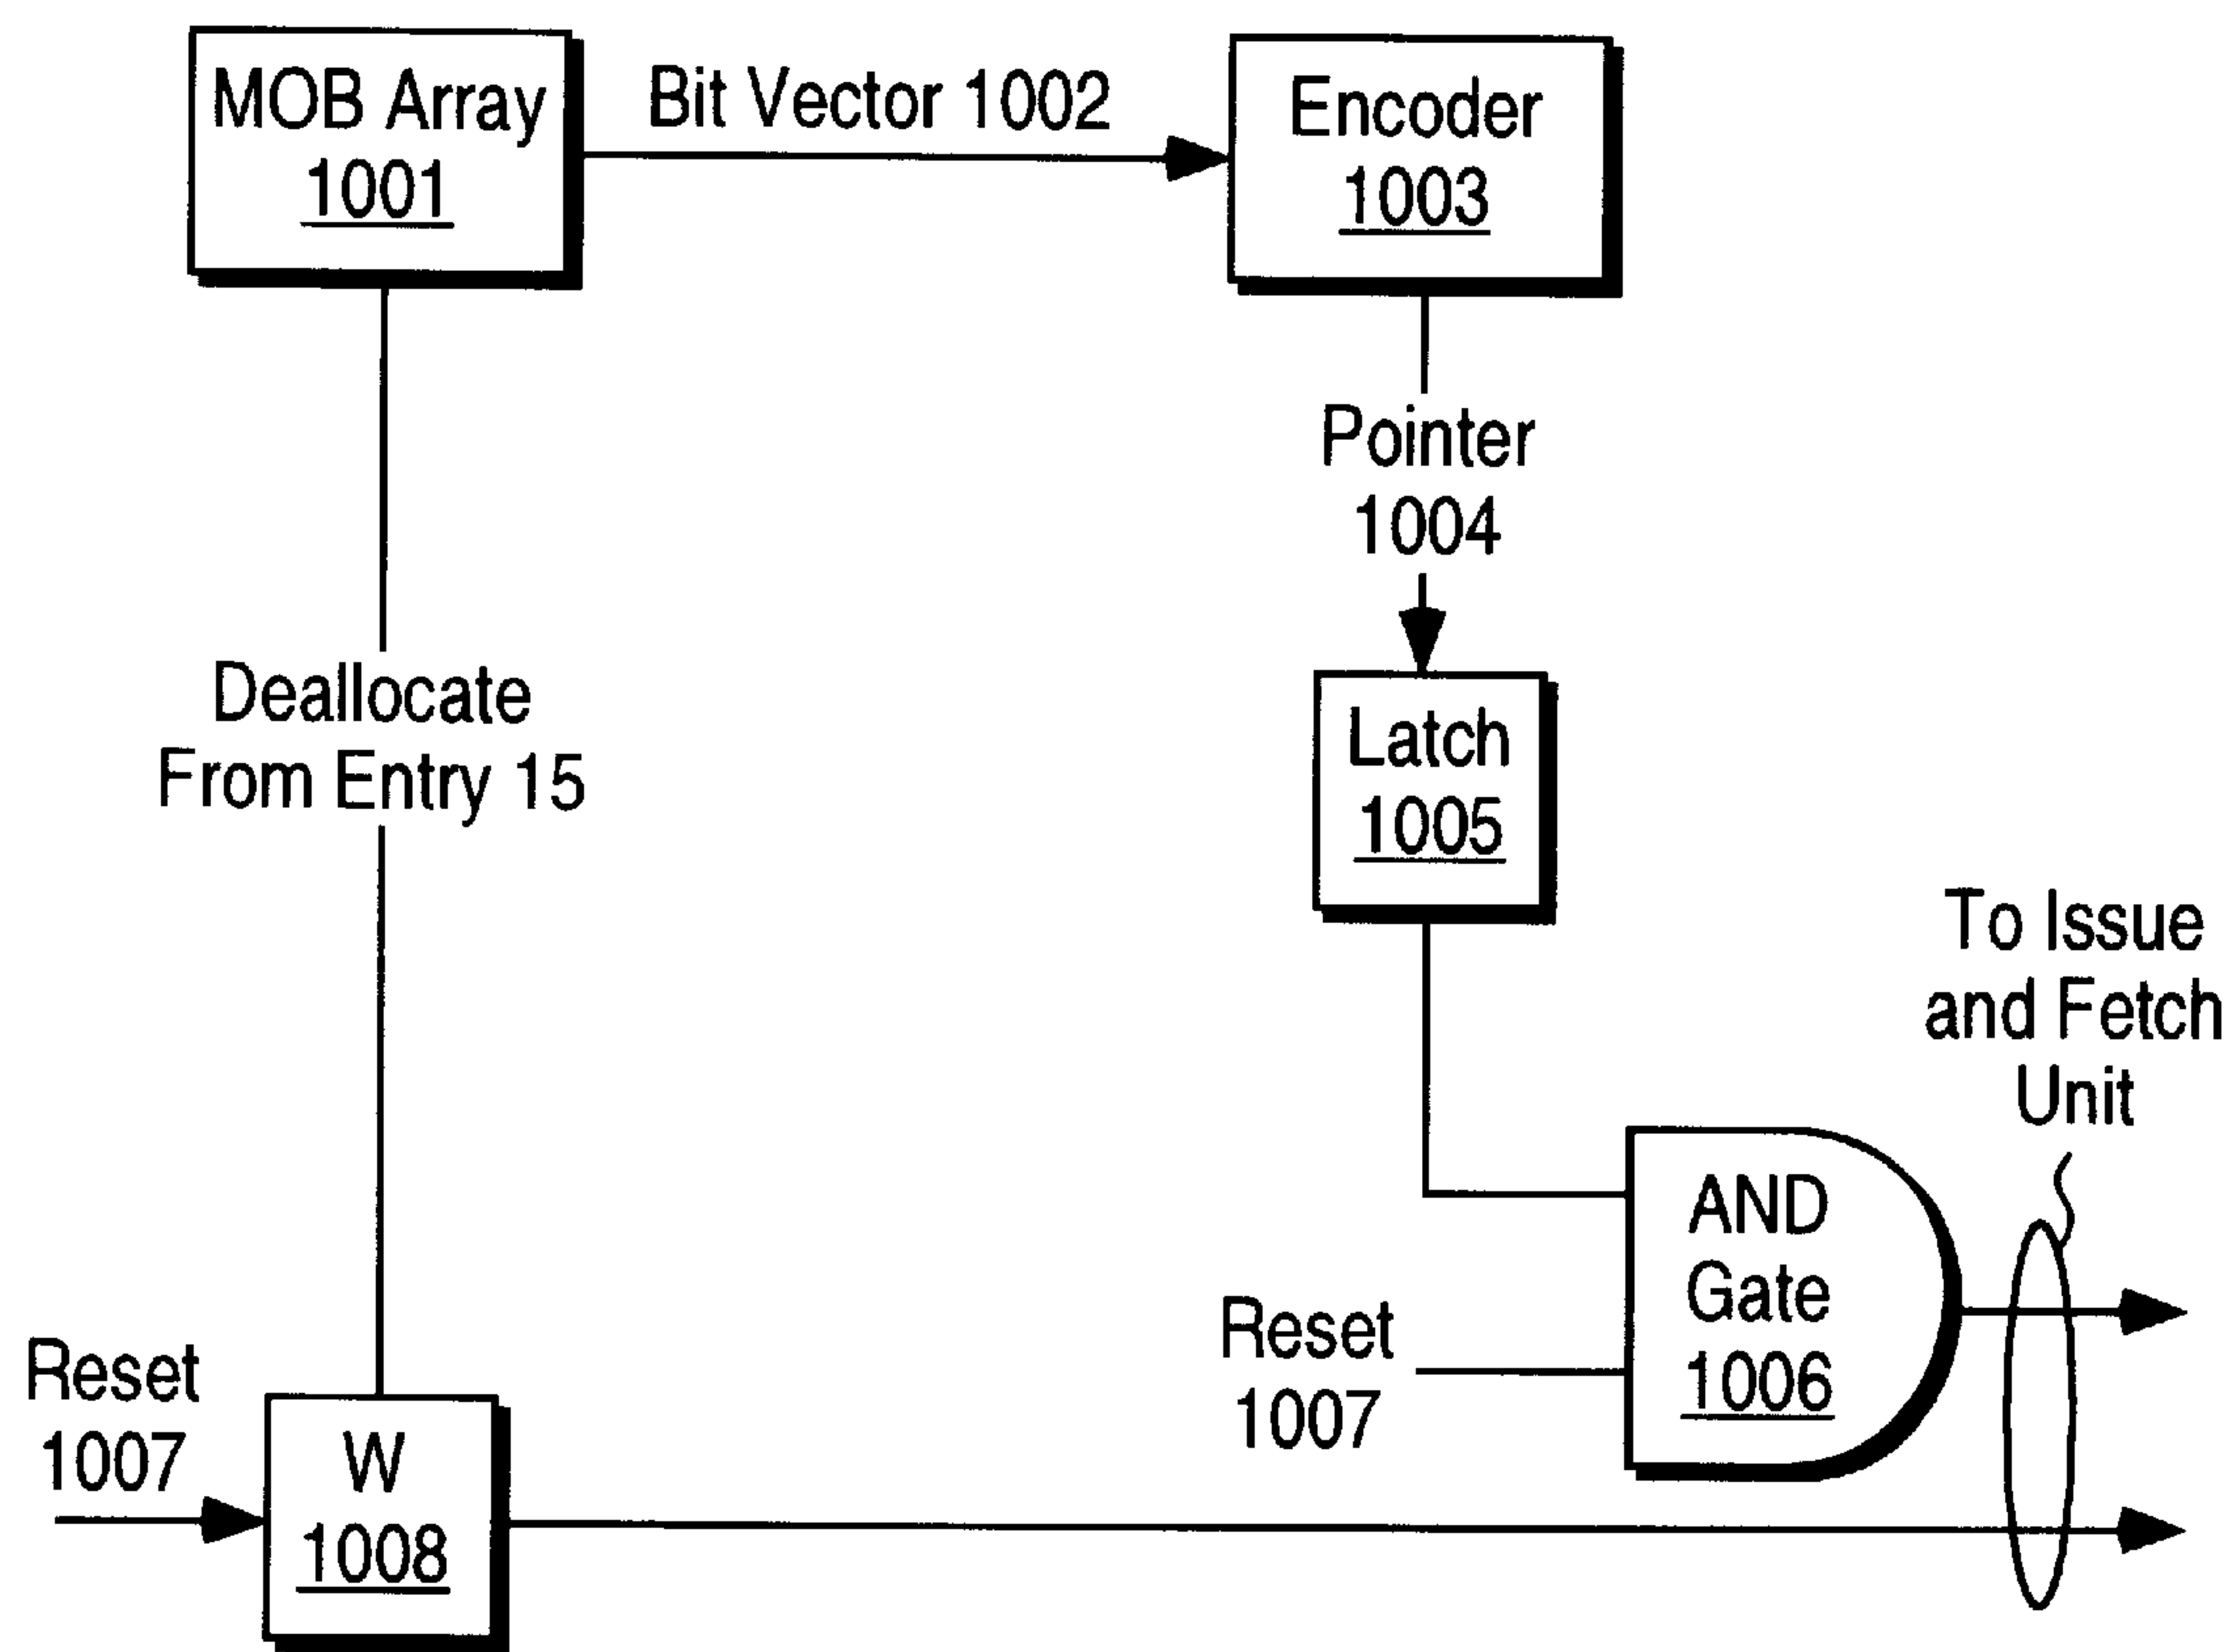 MOB Array
1001
Bit Vector 1002
Encoder
1003
Pointer
1004
Deallocate
From Entry 15
Latch
1005
To Issue
and Fetch
Unit
AND
Gate
1006
Reset
1007
Reset
1007
W
1008